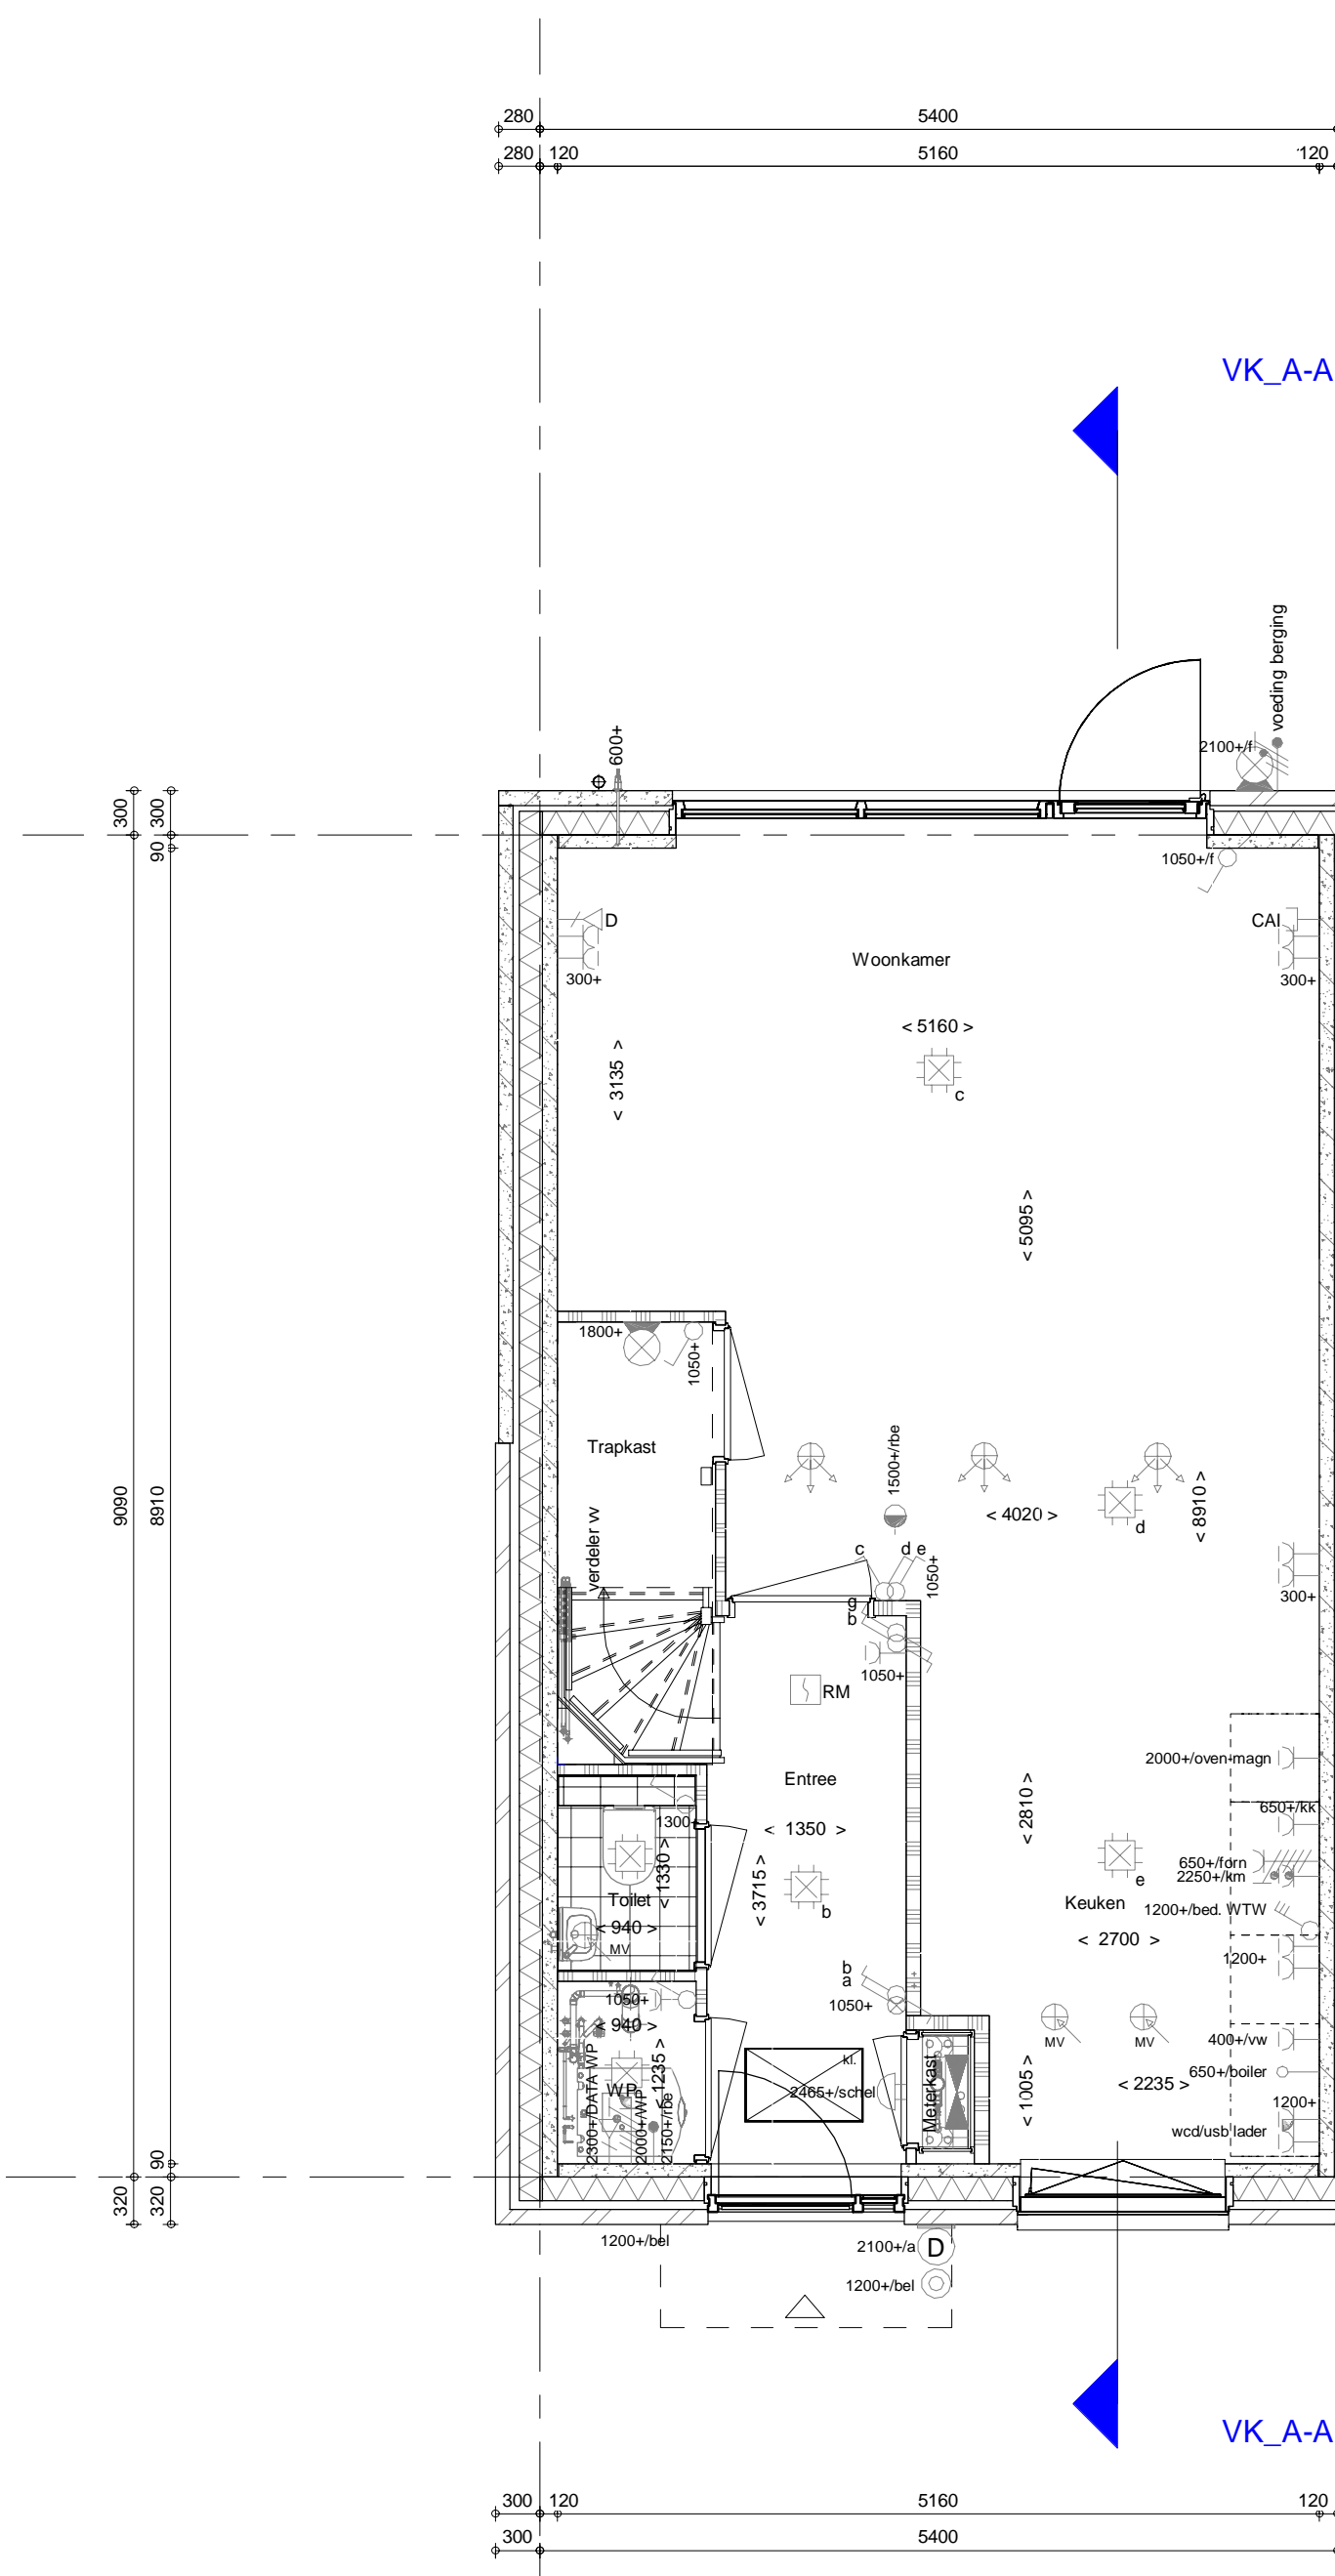 280 5400
280 120 5160 120
VK_A-A
voeding berging
600+
2100+/f
300 300
90
1050+/f
D
CAI
300+
Woonkamer
300+
< 5160 >
< 3135 >
c
< 5095 >
1800+
1050+
Trapkast
1500+/rbe
< 4020 >
< 8910 >
d
9090 8910
verdeler vv
c d e
1050+
300+
g
b
1050+
RM
2000+/oven-magn
Entree
650+/kk
1300+
< 1350 >
< 2810 >
< 1330 >
650+/forn
2250+/km
e
< 3715 >
Toilet
b
Keuken
1200+/bed. WTW
< 940 >
< 2700 >
MV
1200+
b
a
1050+
1050+
< 940 >
MV MV
400+/vw
kl.
650+/boiler
WP
< 1235 >
2465+/schel
Meterkast
< 1005 >
< 2235 >
1200+
2300+/DATA WP
2000+/WP
2150+/rbe
wcd/usb lader
90
320 320
1200+/bel
2100+/a D
1200+/bel
VK_A-A
300 120 5160 120
300 5400